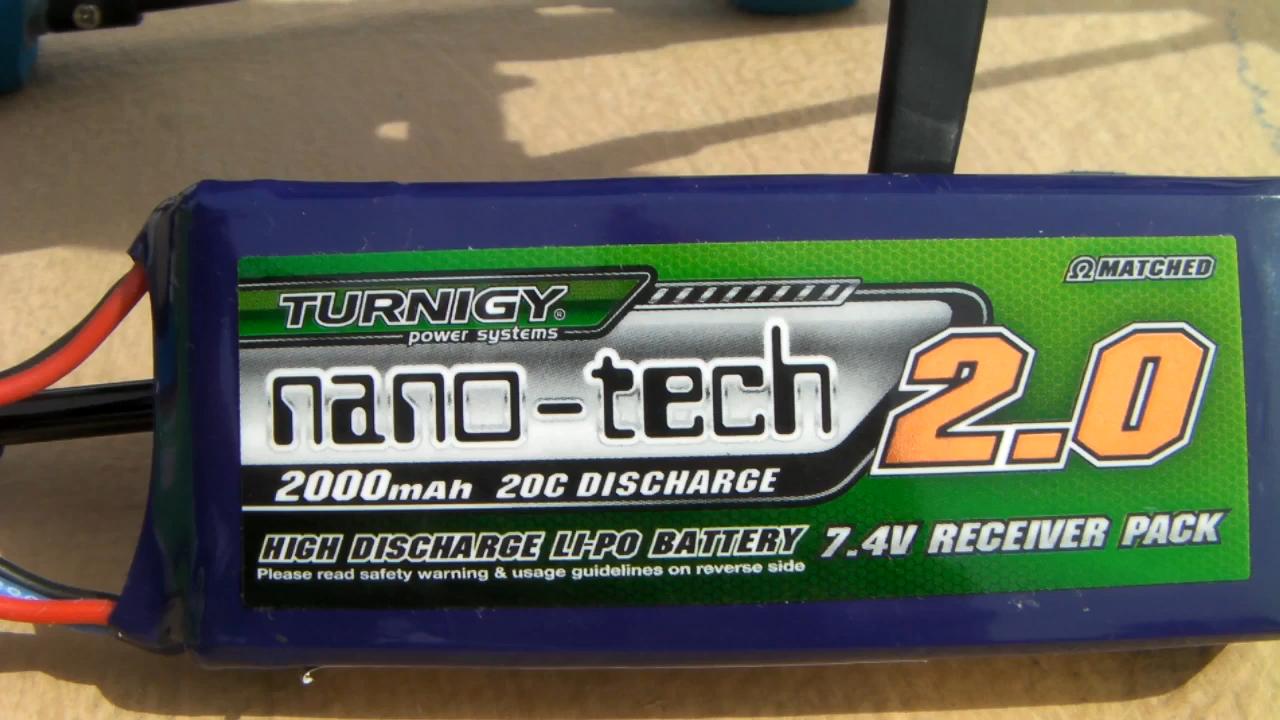 Ω MATCHED
TURNIGY®
power systems
nano-tech
2.0
2000mAh 20C DISCHARGE
HIGH DISCHARGE LI-PO BATTERY 7.4V RECEIVER PACK
Please read safety warning & usage guidelines on reverse side